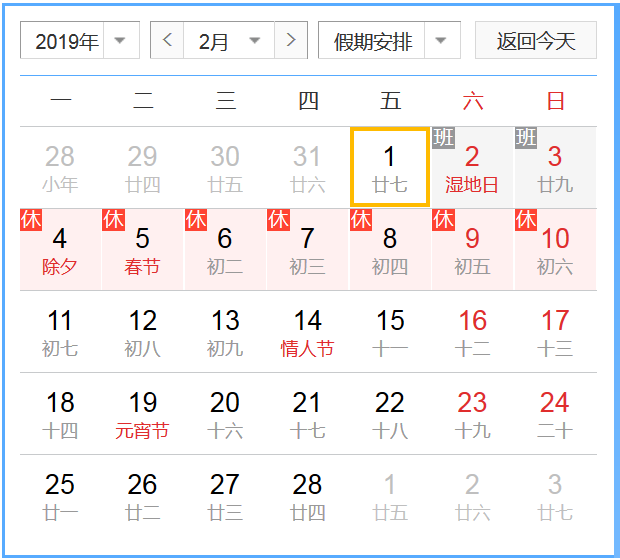 2019年 2月 假期安排 返回今天
一 二 三 四 五 六 日
班 班
28 29 30 31 1 2 3
小年 廿四 廿五 廿六 廿七 湿地日 廿九
休 休 休 休 休 休 休
4 5 6 7 8 9 10
除夕 春节 初二 初三 初四 初五 初六
11 12 13 14 15 16 17
初七 初八 初九 情人节 十一 十二 十三
18 19 20 21 22 23 24
十四 元宵节 十六 十七 十八 十九 二十
25 26 27 28 1 2 3
廿一 廿二 廿三 廿四 廿五 廿六 廿七